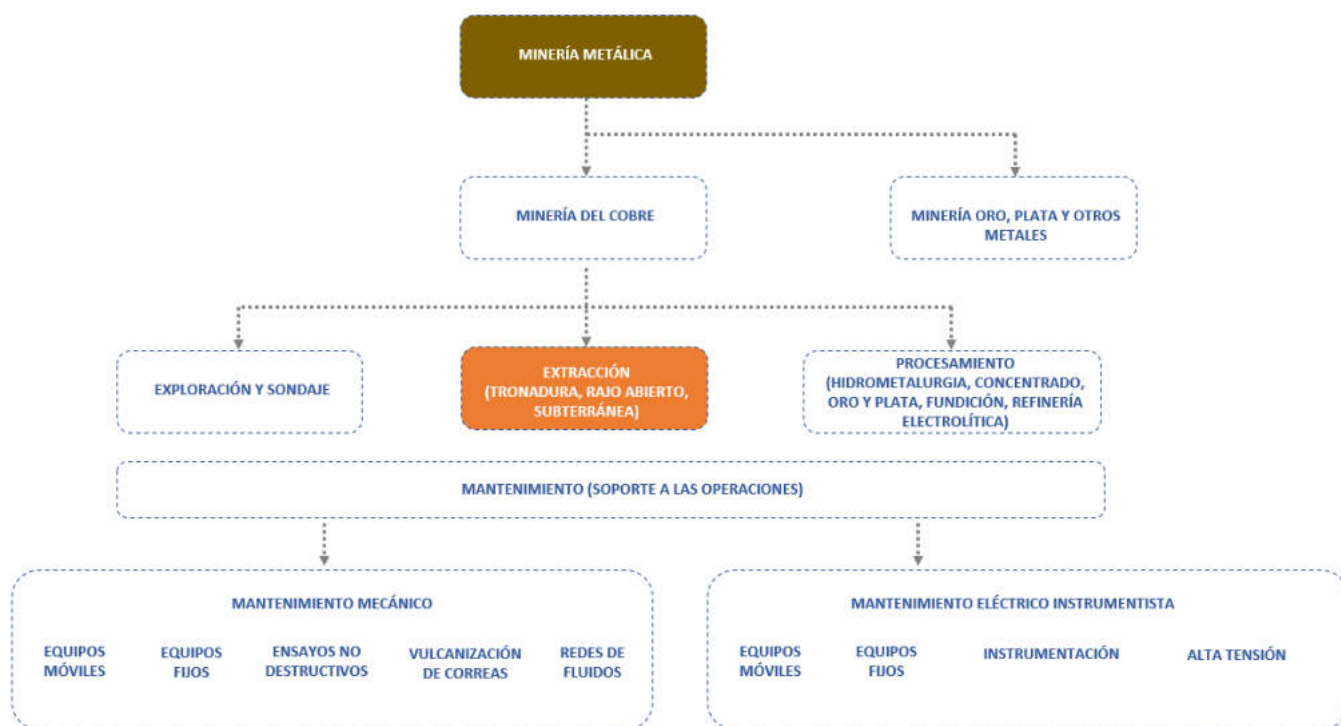 MINERÍA METÁLICA
MINERÍA DEL COBRE
MINERÍA ORO, PLATA Y OTROS
METALES
EXPLORACIÓN Y SONDAJE
EXTRACCIÓN
(TRONADURA, RAJO ABIERTO,
SUBTERRÁNEA)
PROCESAMIENTO
(HIDROMETALURGIA, CONCENTRADO,
ORO Y PLATA, FUNDICIÓN, REFINERÍA
ELECTROLÍTICA)
MANTENIMIENTO (SOPORTE A LAS OPERACIONES)
MANTENIMIENTO MECÁNICO
EQUIPOS
MÓVILES
EQUIPOS
FIJOS
ENSAYOS NO
DESTRUCTIVOS
VULCANIZACIÓN
DE CORREAS
REDES DE
FLUIDOS
MANTENIMIENTO ELÉCTRICO INSTRUMENTISTA
EQUIPOS
MÓVILES
EQUIPOS
FIJOS
INSTRUMENTACIÓN
ALTA TENSIÓN